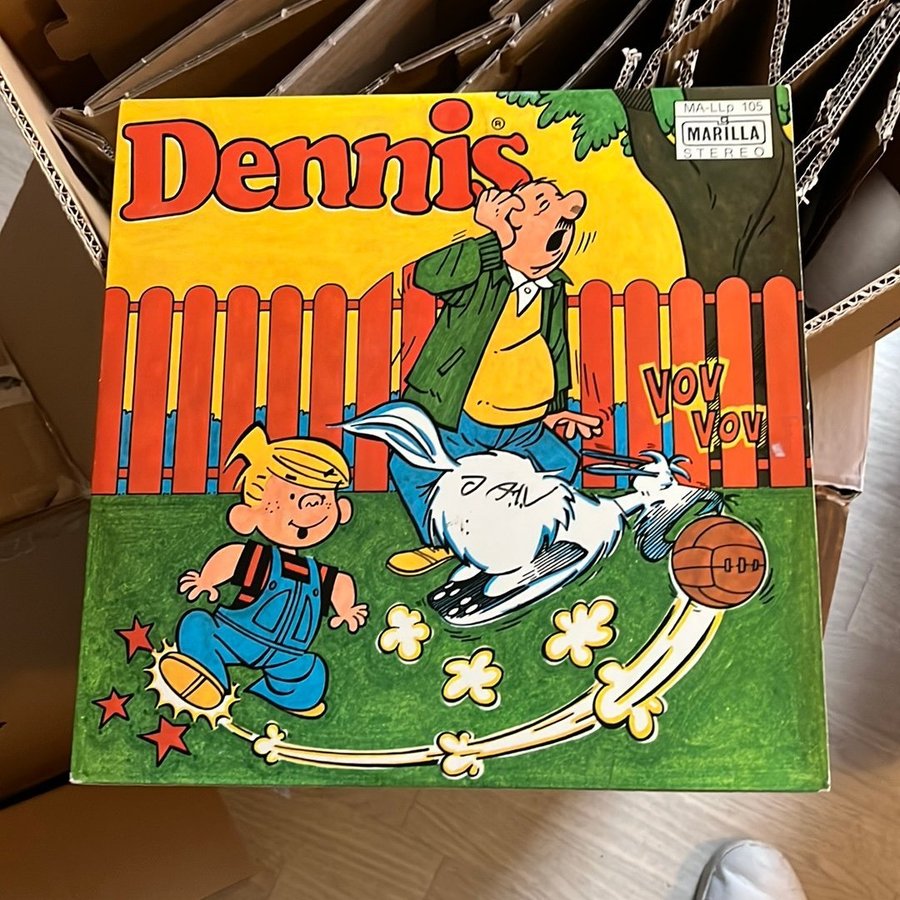 Dennis®
MA-LLp 105
MARILLA
STEREO
VOV
VOV